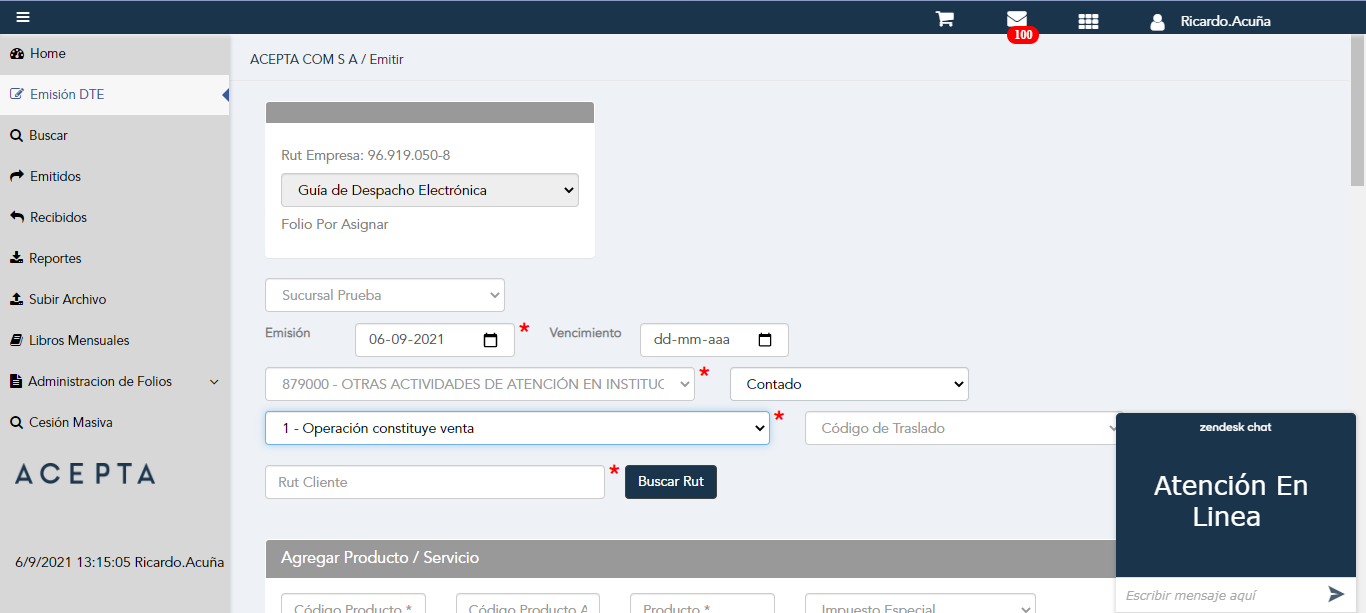 100
Ricardo.Acuña
Home
Emisión DTE
Buscar
Emitidos
Recibidos
Reportes
Subir Archivo
Libros Mensuales
Administracion de Folios
Cesión Masiva
ACEPTA
6/9/2021 13:15:05 Ricardo.Acuña
ACEPTA COM S A / Emitir
Rut Empresa: 96.919.050-8
Guía de Despacho Electrónica
Folio Por Asignar
Sucursal Prueba
Emisión 06-09-2021 * Vencimiento dd-mm-aaa
879000 - OTRAS ACTIVIDADES DE ATENCIÓN EN INSTITUC * Contado
1 - Operación constituye venta * Código de Traslado
Rut Cliente * Buscar Rut
Agregar Producto / Servicio
Código Producto * Código Producto A Producto * Impuesto Especial
zendesk chat
Atención En
Linea
Escribir mensaje aquí